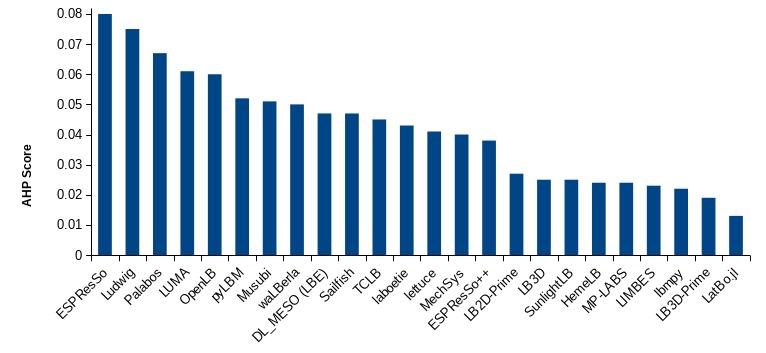 0.08
0.07
0.06
0.05
0.04
0.03
0.02
0.01
0
AHP Score
ESPResSo
Ludwig
Palabos
LUMA
OpenLB
pyLBM
Musubi
waLBerla
DL_MESO (LBE)
Sailfish
TCLB
laboetie
lettuce
MechSys
ESPResSo++
LB2D-Prime
LB3D
SunlightLB
HemeLB
MP-LABS
LIMBES
lbmpy
LB3D-Prime
LatBo.jl